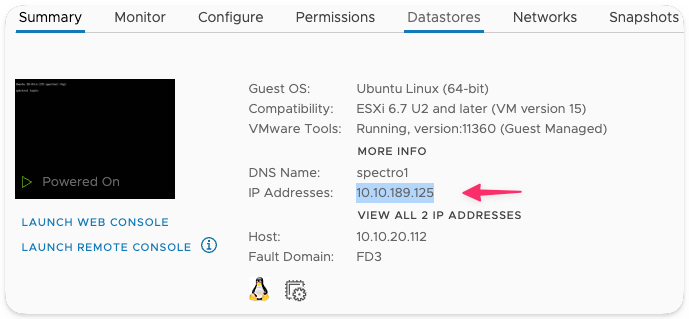 Summary Monitor Configure Permissions Datastores Networks Snapshots
Guest OS: Ubuntu Linux (64-bit)
Compatibility: ESXi 6.7 U2 and later (VM version 15)
VMware Tools: Running, version:11360 (Guest Managed)
MORE INFO
DNS Name: spectro1
IP Addresses: 10.10.189.125
VIEW ALL 2 IP ADDRESSES
Host: 10.10.20.112
Fault Domain: FD3
Powered On
LAUNCH WEB CONSOLE
LAUNCH REMOTE CONSOLE